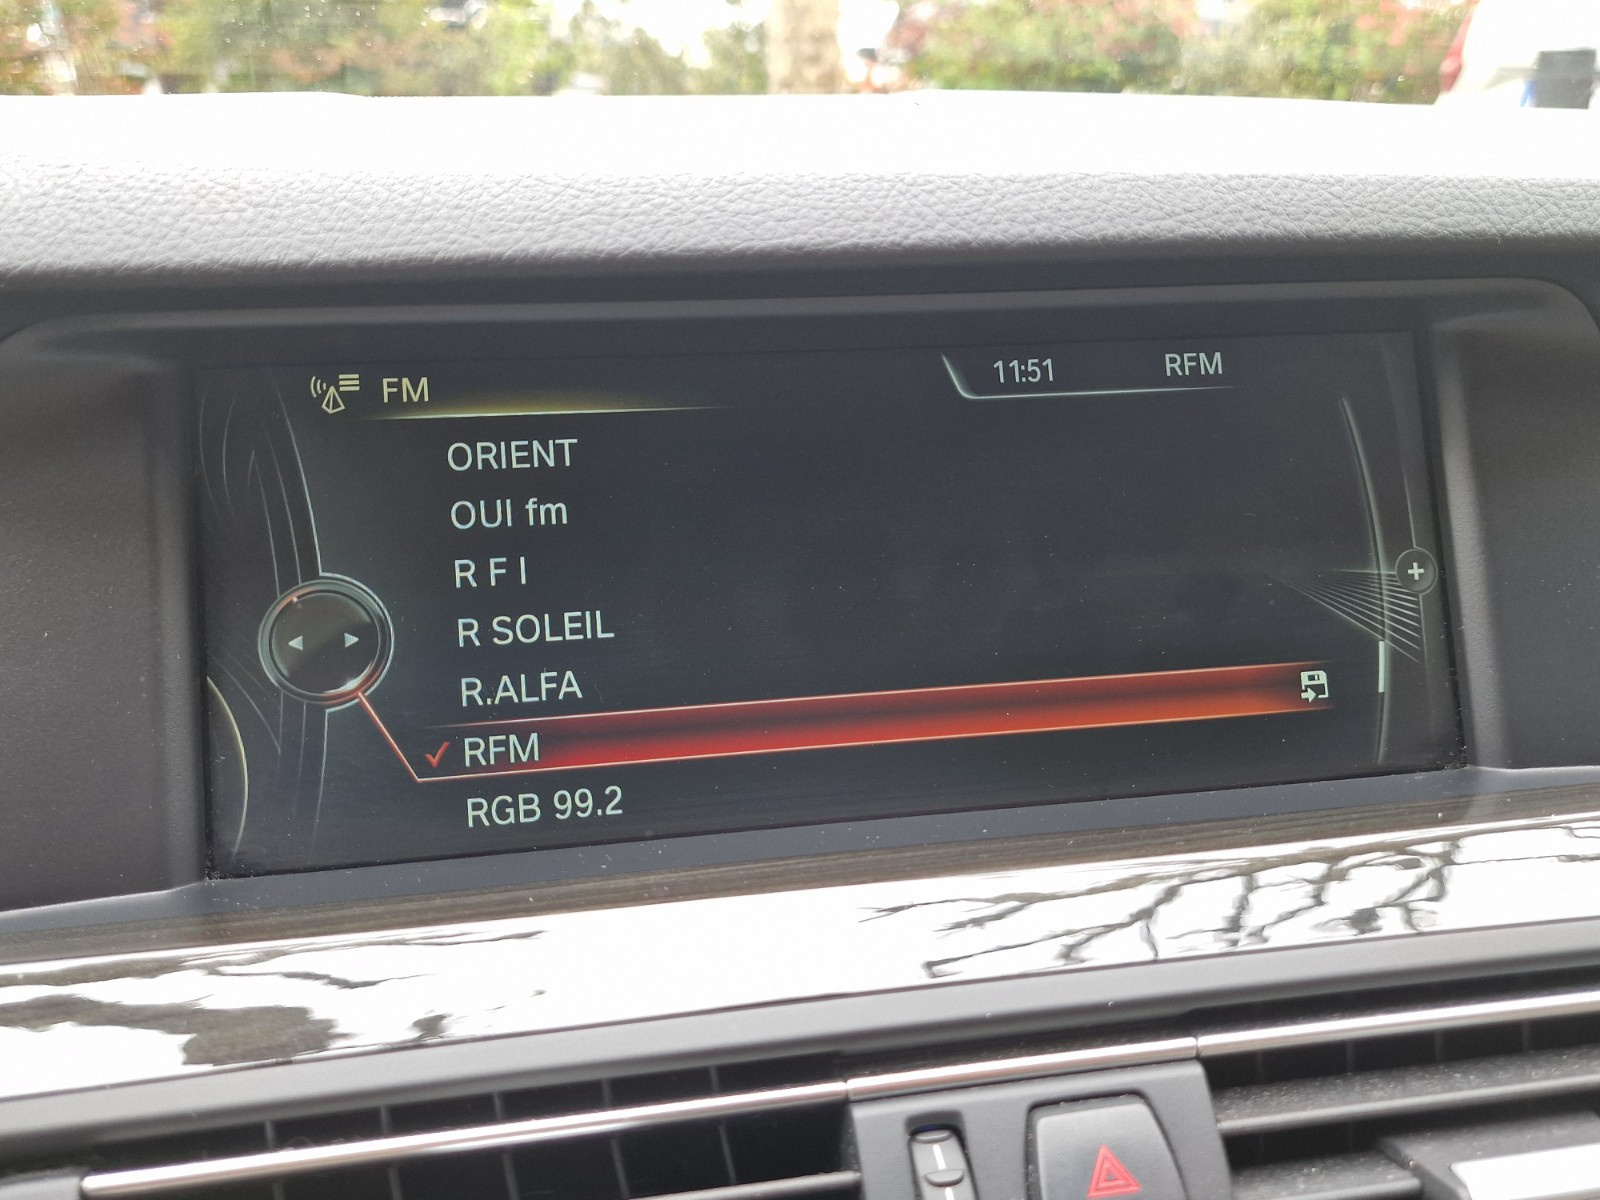 FM
11:51 RFM
ORIENT
OUI fm
R F I
R SOLEIL
R.ALFA
RFM
RGB 99.2